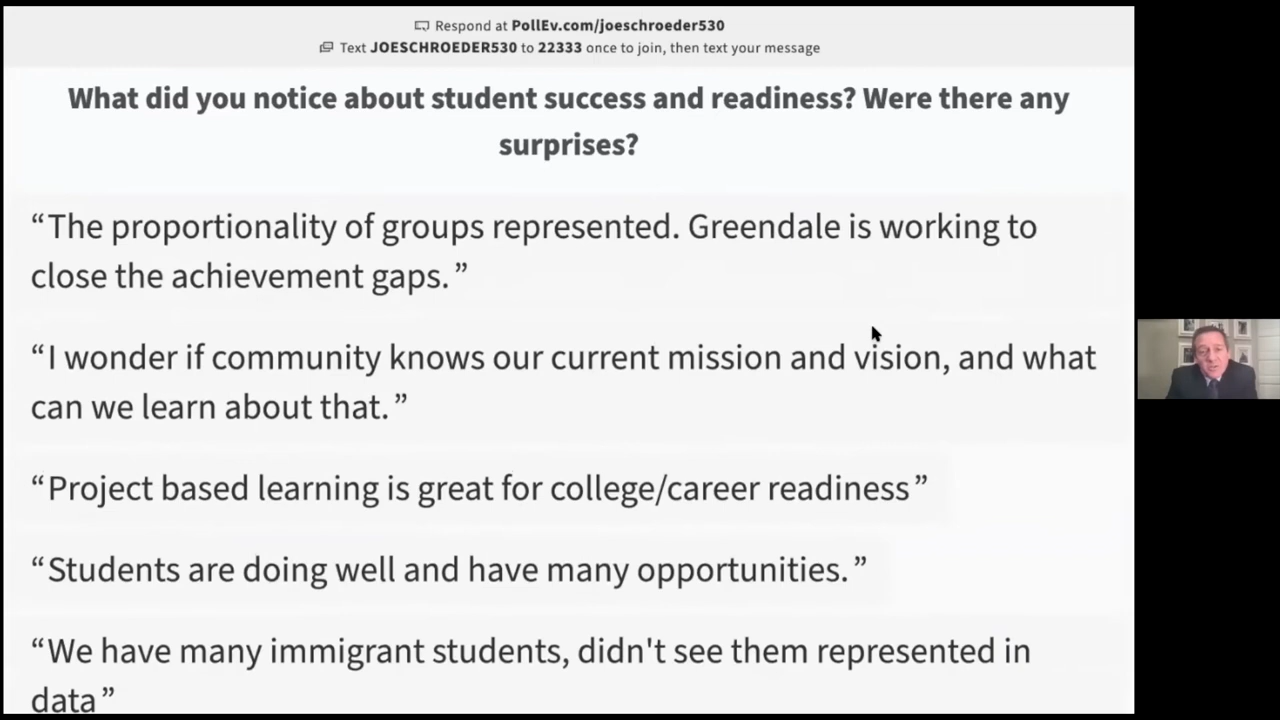 Respond at PollEv.com/joeschroeder530
Text JOESCHROEDER530 to 22333 once to join, then text your message
What did you notice about student success and readiness? Were there any
surprises?
“The proportionality of groups represented. Greendale is working to
close the achievement gaps. ”
“I wonder if community knows our current mission and vision, and what
can we learn about that. ”
“Project based learning is great for college/career readiness ”
“Students are doing well and have many opportunities. ”
“We have many immigrant students, didn't see them represented in
data ”